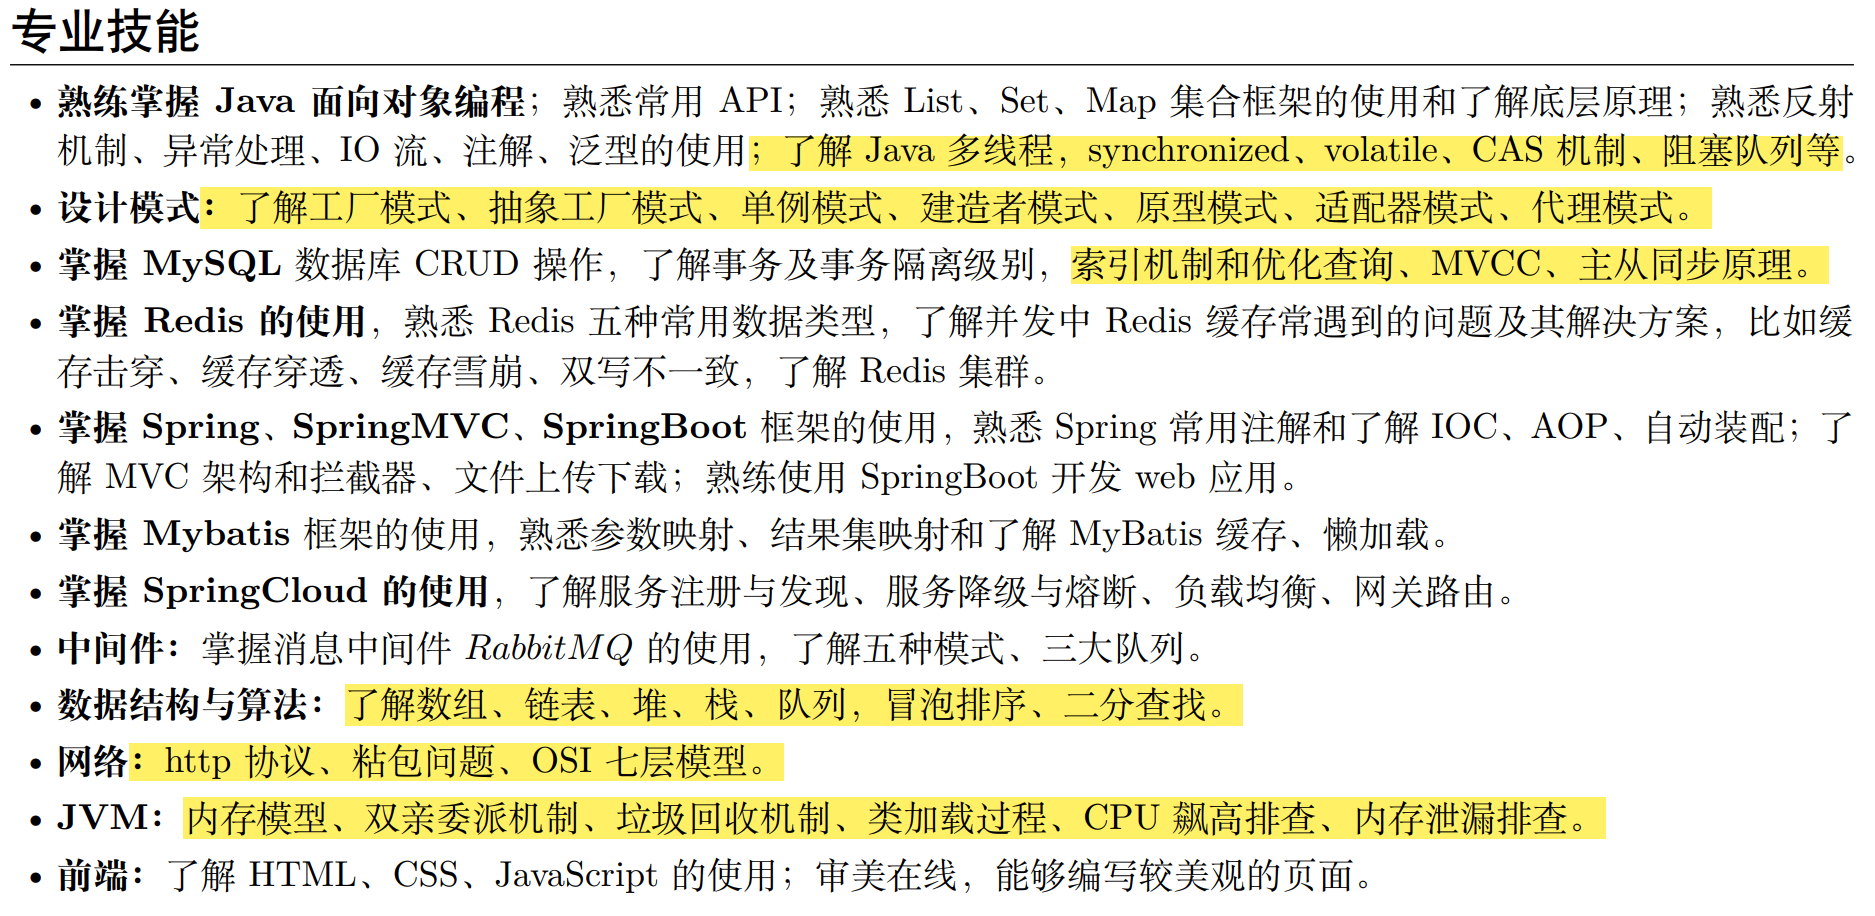 专业技能
• 熟练掌握 Java 面向对象编程；熟悉常用 API；熟悉 List、Set、Map 集合框架的使用和了解底层原理；熟悉反射
机制、异常处理、IO 流、注解、泛型的使用；了解 Java 多线程，synchronized、volatile、CAS 机制、阻塞队列等。
• 设计模式：了解工厂模式、抽象工厂模式、单例模式、建造者模式、原型模式、适配器模式、代理模式。
• 掌握 MySQL 数据库 CRUD 操作，了解事务及事务隔离级别，索引机制和优化查询、MVCC、主从同步原理。
• 掌握 Redis 的使用，熟悉 Redis 五种常用数据类型，了解并发中 Redis 缓存常遇到的问题及其解决方案，比如缓
存击穿、缓存穿透、缓存雪崩、双写不一致，了解 Redis 集群。
• 掌握 Spring、SpringMVC、SpringBoot 框架的使用，熟悉 Spring 常用注解和了解 IOC、AOP、自动装配；了
解 MVC 架构和拦截器、文件上传下载；熟练使用 SpringBoot 开发 web 应用。
• 掌握 Mybatis 框架的使用，熟悉参数映射、结果集映射和了解 MyBatis 缓存、懒加载。
• 掌握 SpringCloud 的使用，了解服务注册与发现、服务降级与熔断、负载均衡、网关路由。
• 中间件：掌握消息中间件 RabbitMQ 的使用，了解五种模式、三大队列。
• 数据结构与算法：了解数组、链表、堆、栈、队列，冒泡排序、二分查找。
• 网络：http 协议、粘包问题、OSI 七层模型。
• JVM：内存模型、双亲委派机制、垃圾回收机制、类加载过程、CPU 飙高排查、内存泄漏排查。
• 前端：了解 HTML、CSS、JavaScript 的使用；审美在线，能够编写较美观的页面。